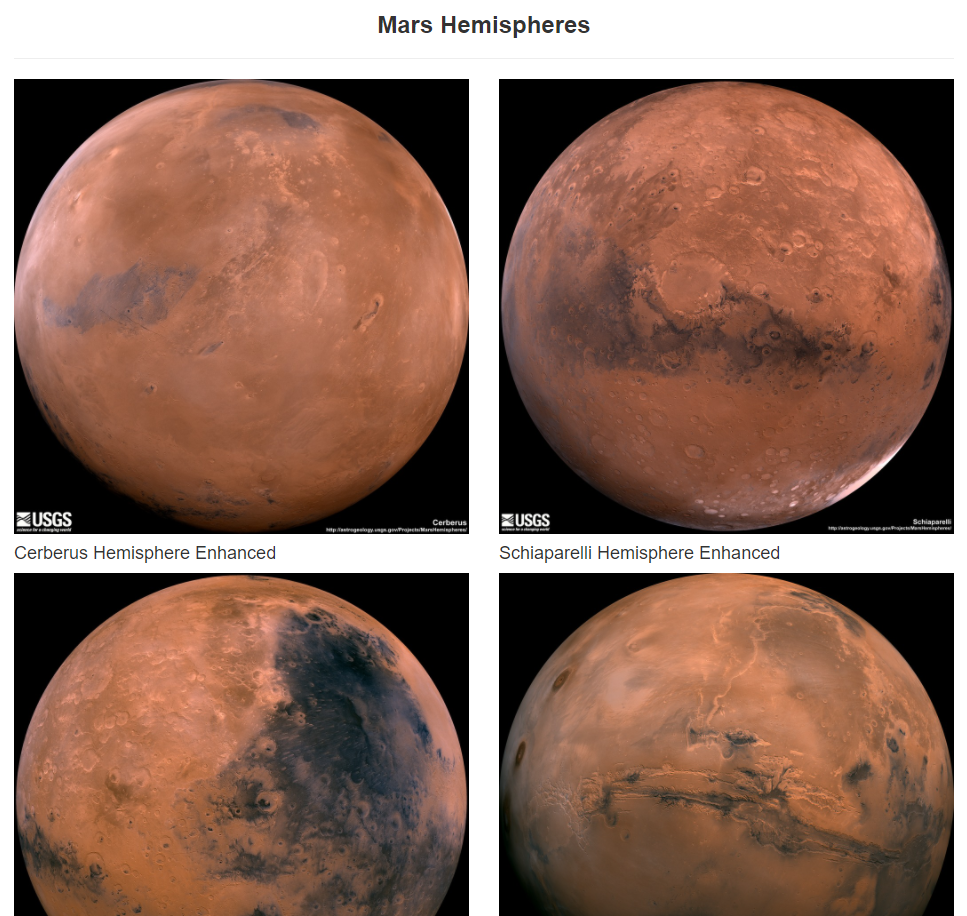 Mars Hemispheres
USGS
science for a changing world
Cerberus
http://astrogeology.usgs.gov/Projects/MarsHemispheres/
USGS
science for a changing world
Schiaparelli
http://astrogeology.usgs.gov/Projects/MarsHemispheres/
Cerberus Hemisphere Enhanced
Schiaparelli Hemisphere Enhanced